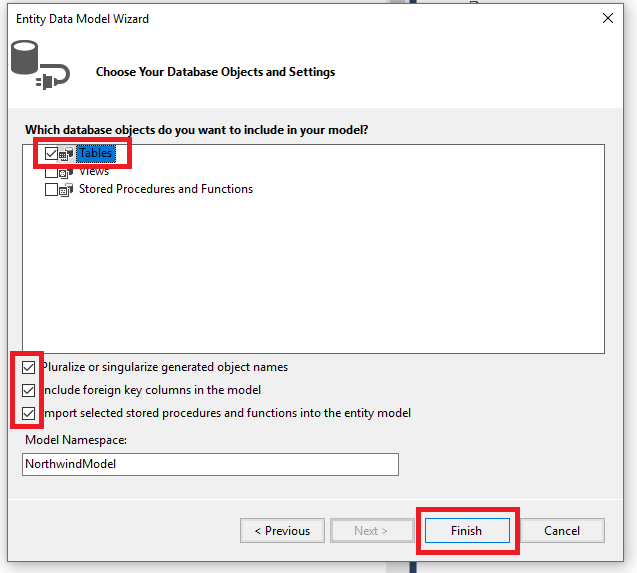 Entity Data Model Wizard
Choose Your Database Objects and Settings
Which database objects do you want to include in your model?
Tables
Views
Stored Procedures and Functions
Pluralize or singularize generated object names
Include foreign key columns in the model
Import selected stored procedures and functions into the entity model
Model Namespace:
NorthwindModel
< Previous
Next >
Finish
Cancel